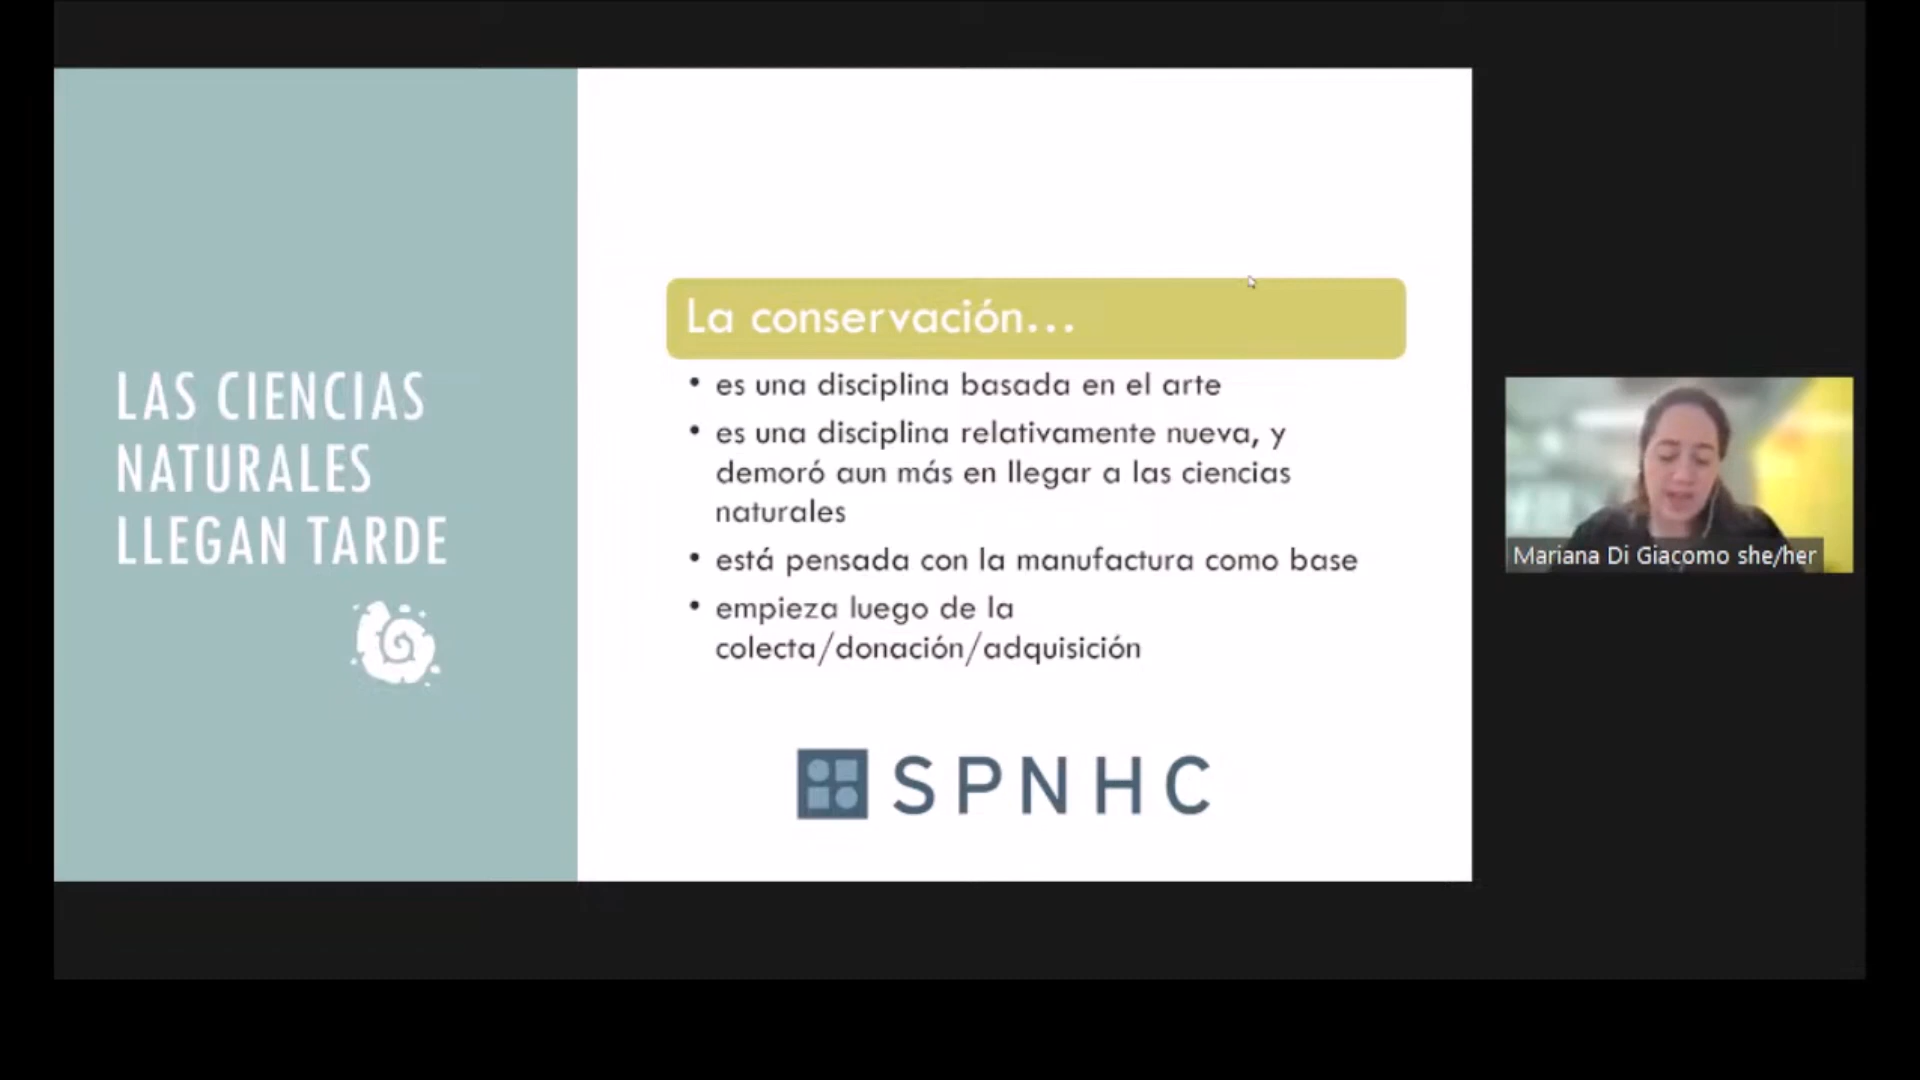 LAS CIENCIAS
NATURALES
LLEGAN TARDE
La conservación...
• es una disciplina basada en el arte
• es una disciplina relativamente nueva, y
demoró aun más en llegar a las ciencias
naturales
• está pensada con la manufactura como base
• empieza luego de la
colecta/donación/adquisición
SPNHC
Mariana Di Giacomo she/her